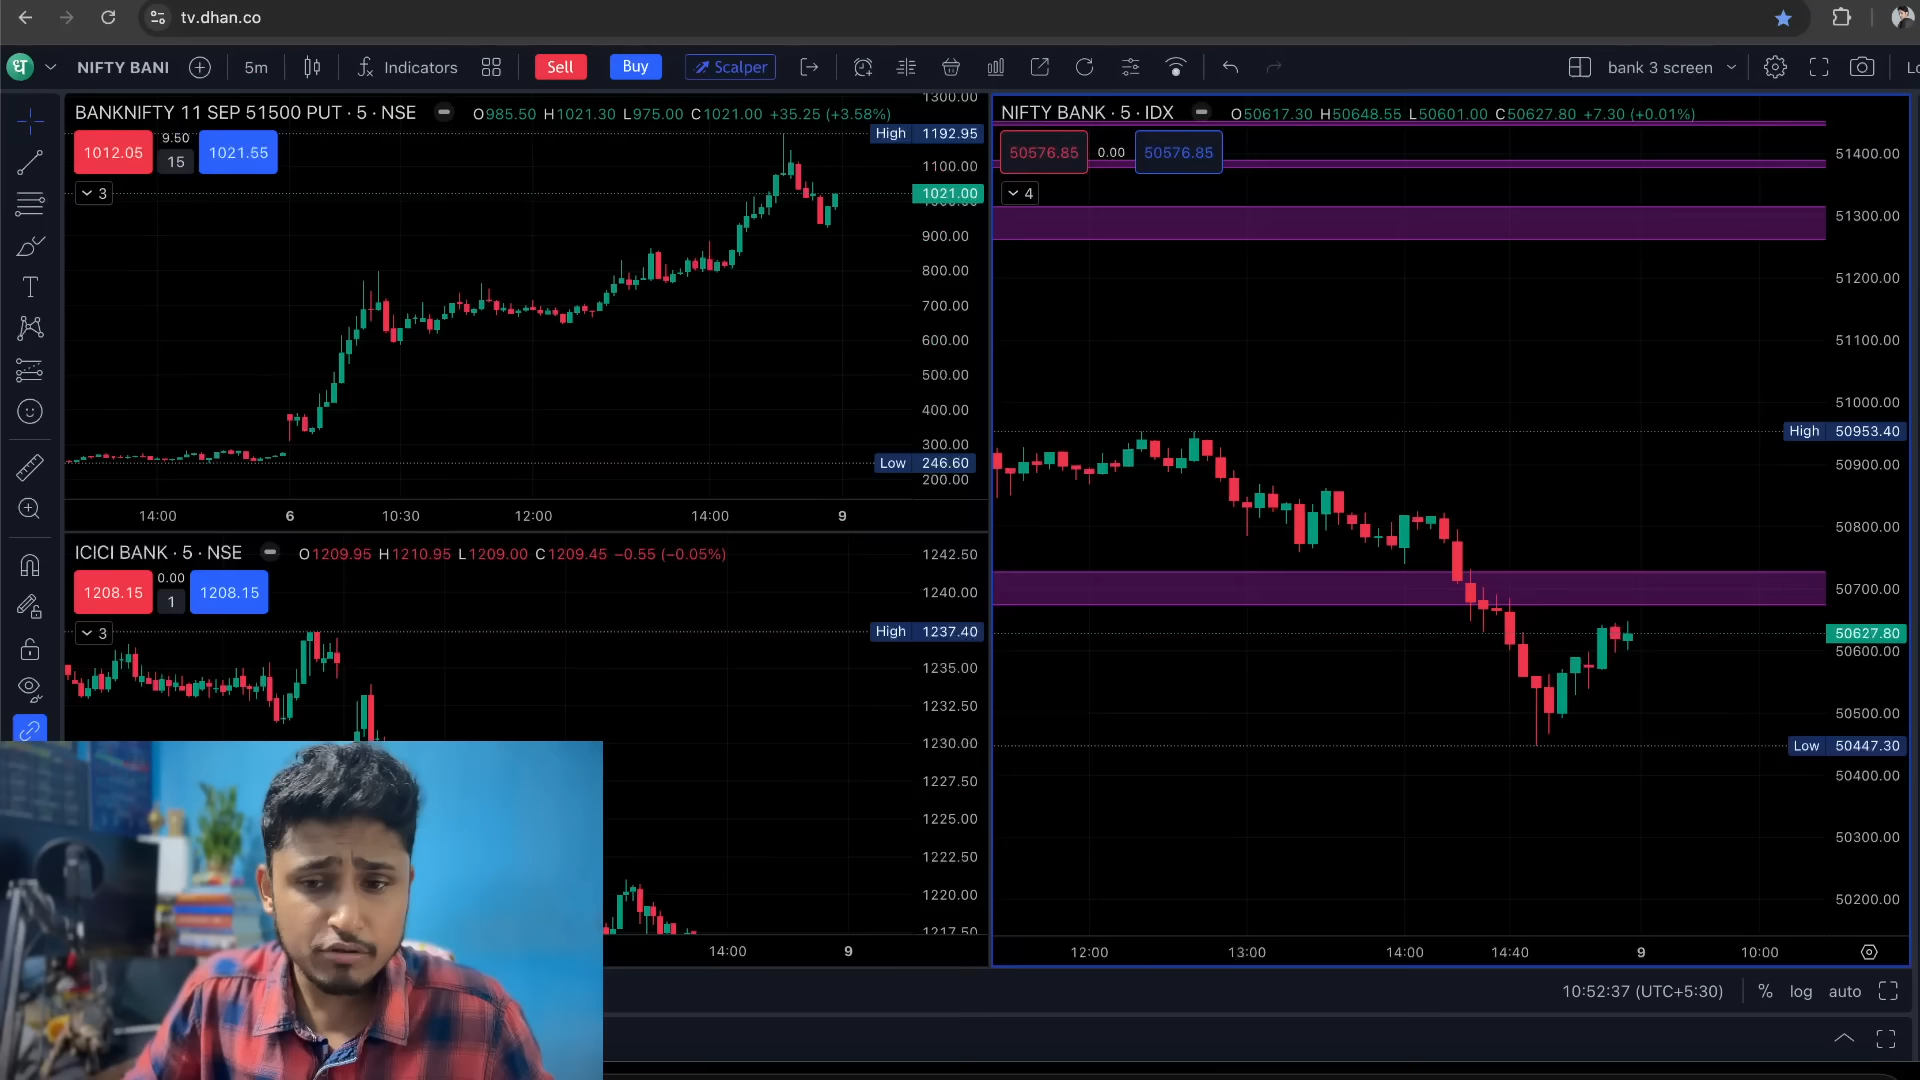 tv.dhan.co
ध NIFTY BANI 5m Indicators Sell Buy Scalper bank 3 screen
BANKNIFTY 11 SEP 51500 PUT · 5 · NSE O985.50 H1021.30 L975.00 C1021.00 +35.25 (+3.58%)
1012.05 9.50 15 1021.55
3
1300.00
High 1192.95
1100.00
1021.00
900.00
800.00
700.00
600.00
500.00
400.00
300.00
Low 246.60
200.00
14:00 6 10:30 12:00 14:00 9
ICICI BANK · 5 · NSE O1209.95 H1210.95 L1209.00 C1209.45 −0.55 (−0.05%)
1208.15 0.00 1 1208.15
3
1242.50
1240.00
High 1237.40
1235.00
1232.50
1230.00
1227.50
1225.00
1222.50
1220.00
1217.50
14:00 9
NIFTY BANK · 5 · IDX O50617.30 H50648.55 L50601.00 C50627.80 +7.30 (+0.01%)
50576.85 0.00 50576.85
4
51400.00
51300.00
51200.00
51100.00
51000.00
High 50953.40
50900.00
50800.00
50700.00
50627.80
50600.00
50500.00
Low 50447.30
50400.00
50300.00
50200.00
12:00 13:00 14:00 14:40 9 10:00
10:52:37 (UTC+5:30) % log auto